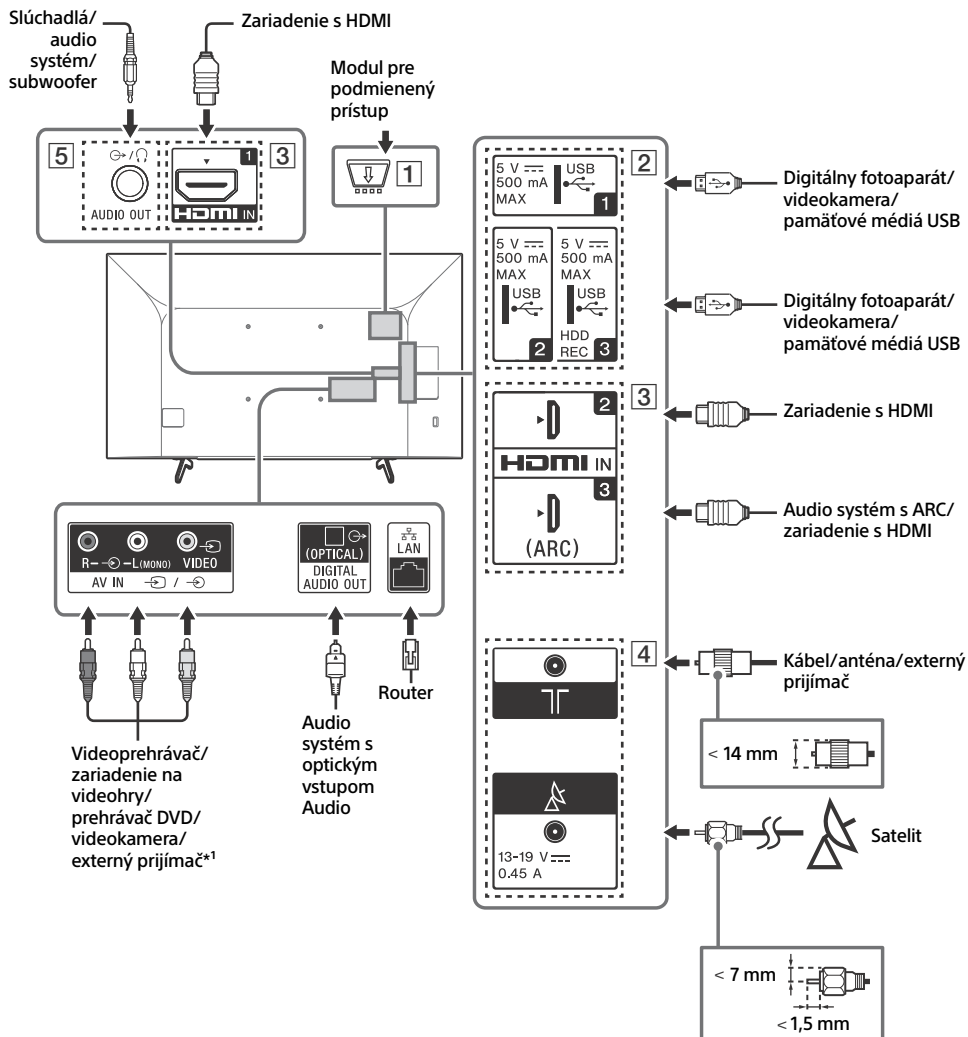 Slúchadlá/
audio
systém/
subwoofer
Zariadenie s HDMI
Modul pre
podmienený
prístup
5
AUDIO OUT
1
HDMI IN
3
1
5 V
500 mA
MAX
USB
1
2
Digitálny fotoaparát/
videokamera/
pamäťové médiá USB
5 V
500 mA
MAX
USB
2
5 V
500 mA
MAX
USB
HDD
REC 3
Digitálny fotoaparát/
videokamera/
pamäťové médiá USB
2
3
Zariadenie s HDMI
HDMI IN
3
(ARC)
Audio systém s ARC/
zariadenie s HDMI
R- -L(MONO) VIDEO
AV IN /
(OPTICAL)
DIGITAL
AUDIO OUT
LAN
Videoprehrávač/
zariadenie na
videohry/
prehrávač DVD/
videokamera/
externý prijímač*1
Audio
systém s
optickým
vstupom
Audio
Router
4
Kábel/anténa/externý
prijímač
< 14 mm
13-19 V
0.45 A
Satelit
< 7 mm
< 1,5 mm